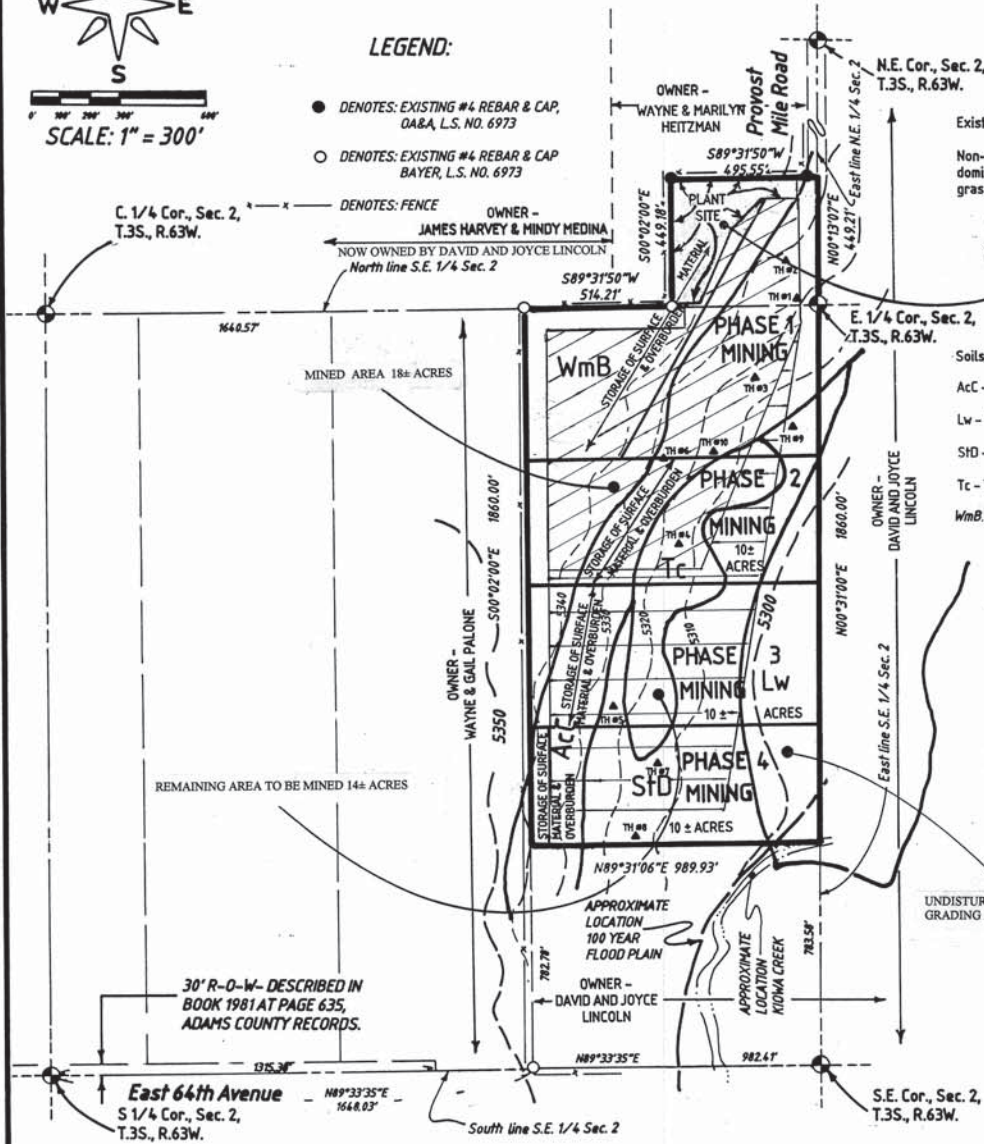 W
E
S
0'
300'
600'
SCALE: 1" = 300'
LEGEND:
DENOTES: EXISTING #4 REBAR & CAP,
OA&A, L.S. NO. 6973
DENOTES: EXISTING #4 REBAR & CAP
BAYER, L.S. NO. 6973
x x DENOTES: FENCE
OWNER -
WAYNE & MARILYN
HEITZMAN
Provost
Mile Road
N.E. Cor., Sec. 2,
T.3S., R.63W.
Exist
Non-
domi
gras
S89°31'50"W
495.55'
East line N.E. 1/4 Sec. 2
N00°13'07"E
449.21'
S00°02'00"E
449.18'
PLANT
SITE
MATERIAL
C. 1/4 Cor., Sec. 2,
T.3S., R.63W.
OWNER -
JAMES HARVEY & MINDY MEDINA
NOW OWNED BY DAVID AND JOYCE LINCOLN
North line S.E. 1/4 Sec. 2
S89°31'50"W
514.21'
1640.57'
TH #2
TH #1
E. 1/4 Cor., Sec. 2,
T.3S., R.63W.
PHASE 1
MINING
WmB
STORAGE OF SURFACE
& OVERBURDEN
MINED AREA 18± ACRES
TH #3
TH #9
TH #10
TH #6
Soils
AcC -
Lw -
StD -
Tc -
WmB.
PHASE 2
MINING
10±
ACRES
TH #4
Tc
STORAGE OF SURFACE
MATERIAL & OVERBURDEN
1860.00'
S00°02'00"E
1860.00'
N00°31'00"E
OWNER -
DAVID AND JOYCE
LINCOLN
OWNER -
WAYNE & GAIL PALONE
5350
5340
5330
5320
5310
5300
STORAGE OF SURFACE
MATERIAL & OVERBURDEN
PHASE 3
MINING
Lw
10 ± ACRES
TH #5
East line S.E. 1/4 Sec. 2
AcC
REMAINING AREA TO BE MINED 14± ACRES
STORAGE OF SURFACE
MATERIAL &
OVERBURDEN
TH #7
StD
PHASE 4
MINING
TH #8
10 ± ACRES
N89°31'06"E 989.93'
UNDISTUR
GRADING
APPROXIMATE
LOCATION
100 YEAR
FLOOD PLAIN
APPROXIMATE
LOCATION
KIOWA CREEK
782.78'
783.58'
30' R-O-W- DESCRIBED IN
BOOK 1981 AT PAGE 635,
ADAMS COUNTY RECORDS.
OWNER -
DAVID AND JOYCE
LINCOLN
N89°33'35"E
982.41'
East 64th Avenue
N89°33'35"E
1648.03'
S 1/4 Cor., Sec. 2,
T.3S., R.63W.
South line S.E. 1/4 Sec. 2
S.E. Cor., Sec. 2,
T.3S., R.63W.